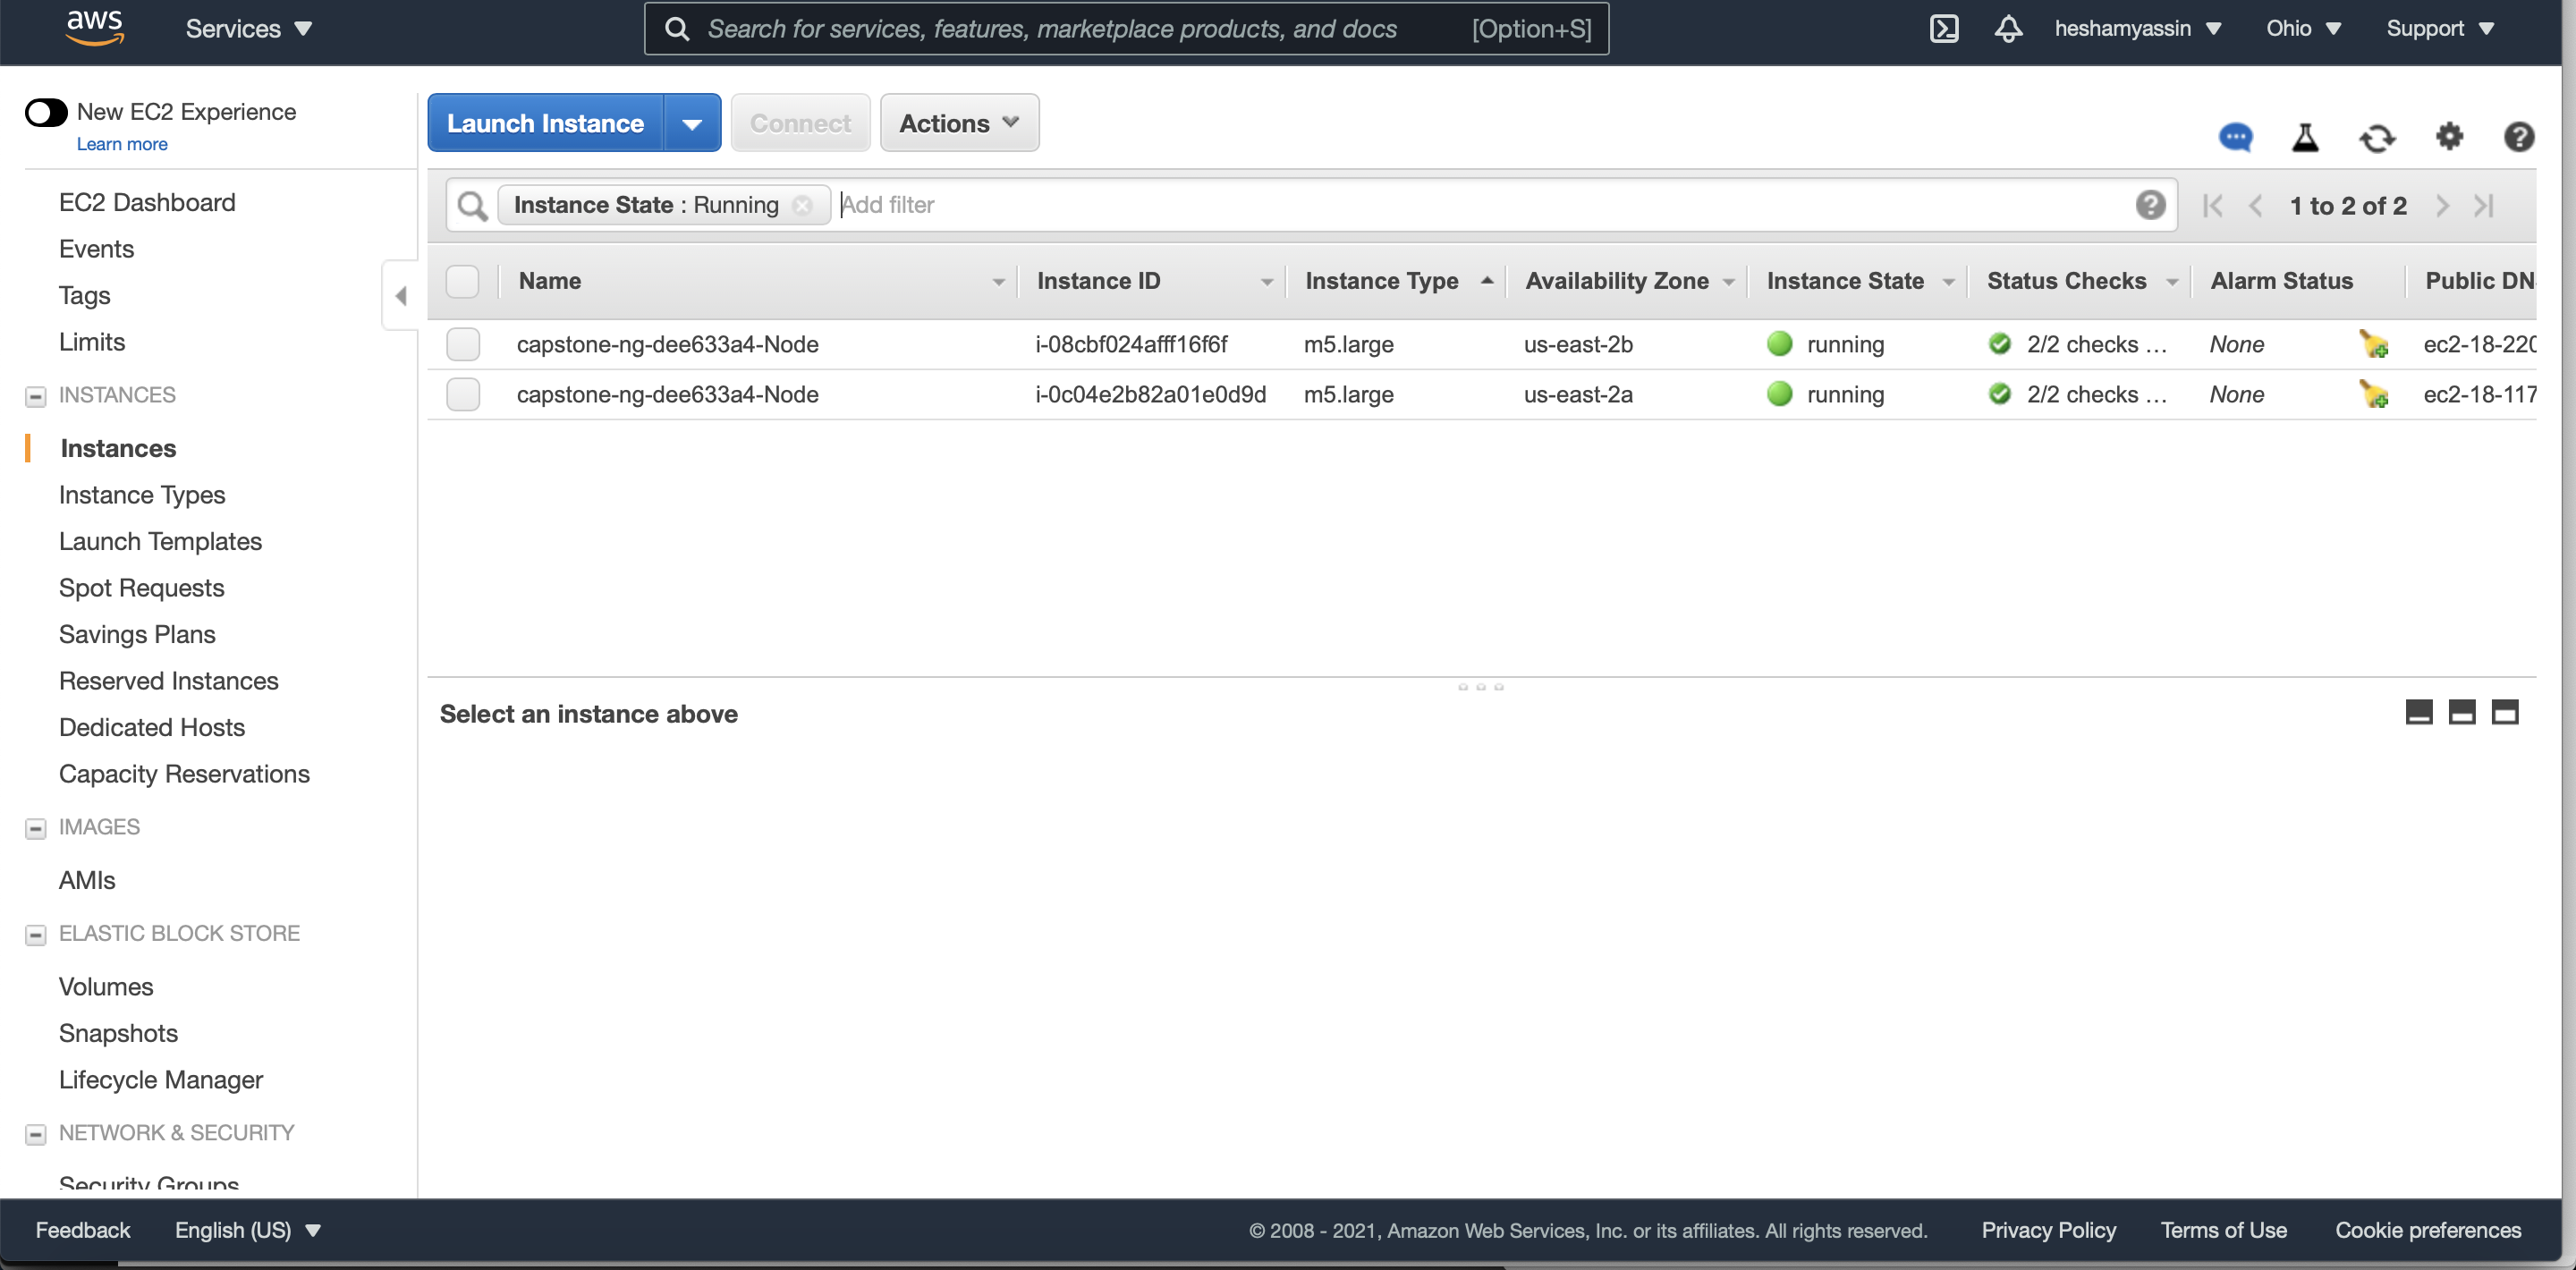 aws Services Search for services, features, marketplace products, and docs [Option+S] heshamyassin Ohio Support
New EC2 Experience
Learn more
EC2 Dashboard
Events
Tags
Limits
INSTANCES
Instances
Instance Types
Launch Templates
Spot Requests
Savings Plans
Reserved Instances
Dedicated Hosts
Capacity Reservations
IMAGES
AMIs
ELASTIC BLOCK STORE
Volumes
Snapshots
Lifecycle Manager
NETWORK & SECURITY
Security Groups
Launch Instance Connect Actions
Instance State : Running Add filter 1 to 2 of 2
Name Instance ID Instance Type Availability Zone Instance State Status Checks Alarm Status Public DN
capstone-ng-dee633a4-Node i-08cbf024afff16f6f m5.large us-east-2b running 2/2 checks ... None ec2-18-220
capstone-ng-dee633a4-Node i-0c04e2b82a01e0d9d m5.large us-east-2a running 2/2 checks ... None ec2-18-117
Select an instance above
Feedback English (US) © 2008 - 2021, Amazon Web Services, Inc. or its affiliates. All rights reserved. Privacy Policy Terms of Use Cookie preferences